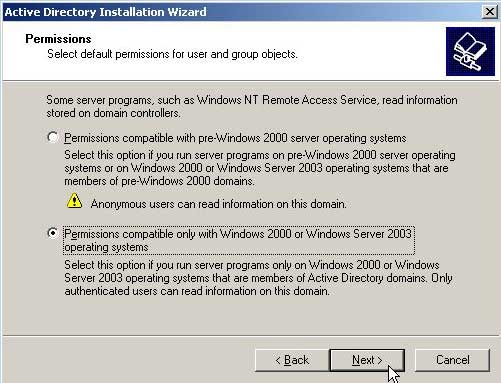 Active Directory Installation Wizard
Permissions
Select default permissions for user and group objects.
Some server programs, such as Windows NT Remote Access Service, read information
stored on domain controllers.
Permissions compatible with pre-Windows 2000 server operating systems
Select this option if you run server programs on pre-Windows 2000 server operating
systems or on Windows 2000 or Windows Server 2003 operating systems that are
members of pre-Windows 2000 domains.
Anonymous users can read information on this domain.
Permissions compatible only with Windows 2000 or Windows Server 2003
operating systems
Select this option if you run server programs only on Windows 2000 or Windows
Server 2003 operating systems that are members of Active Directory domains. Only
authenticated users can read information on this domain.
< Back Next > Cancel